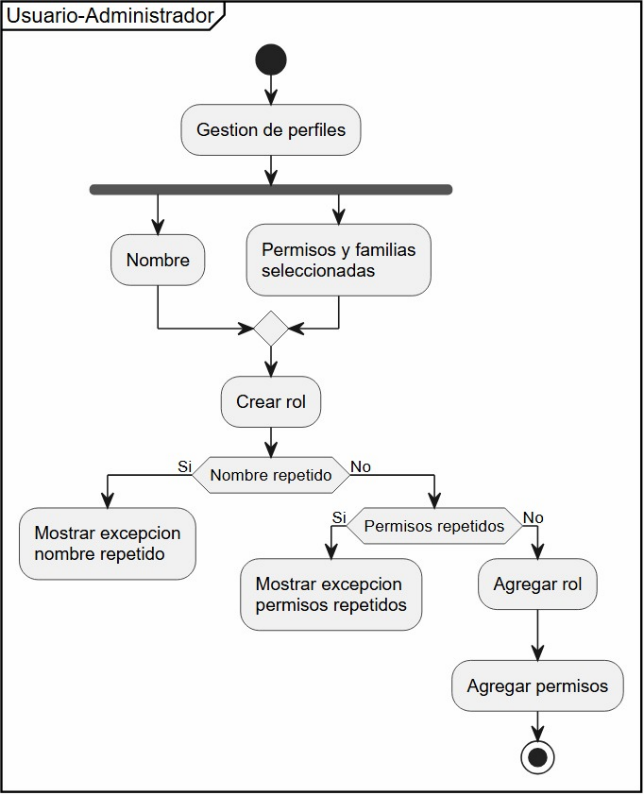 Usuario-Administrador
Gestion de perfiles
Nombre
Permisos y familias
seleccionadas
Crear rol
Si
Nombre repetido
No
Mostrar excepcion
nombre repetido
Si
Permisos repetidos
No
Mostrar excepcion
permisos repetidos
Agregar rol
Agregar permisos